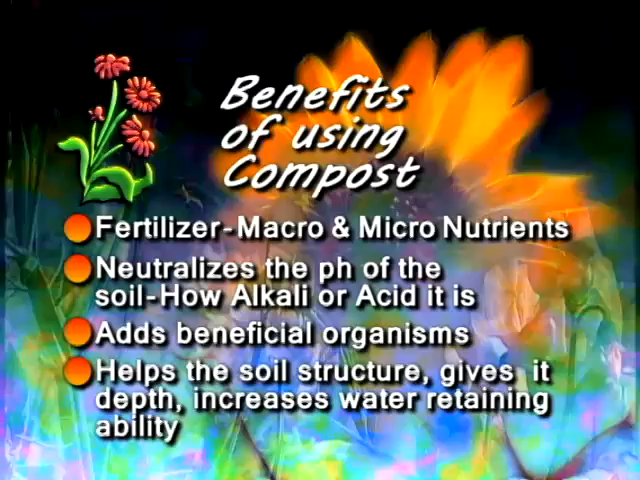 Benefits
of using
Compost
Fertilizer-Macro & Micro Nutrients
Neutralizes the ph of the
soil-How Alkali or Acid it is
Adds beneficial organisms
Helps the soil structure, gives it
depth, increases water retaining
ability